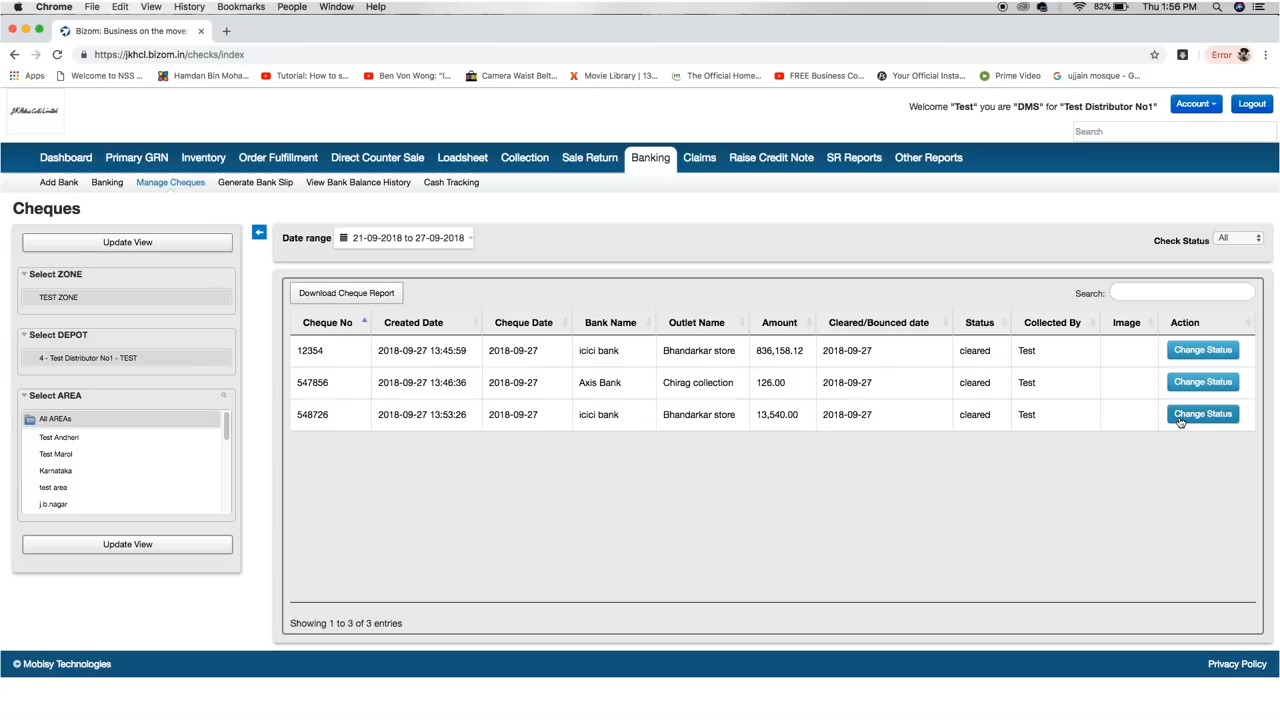 Chrome File Edit View History Bookmarks People Window Help 82% Thu 1:56 PM
Bizom: Business on the move:
https://jkhcl.bizom.in/checks/index Error
Apps Welcome to NSS ... Hamdan Bin Moha... Tutorial: How to s... Ben Von Wong: "I... Camera Waist Belt... Movie Library | 13... The Official Home... FREE Business Co... Your Official Insta... Prime Video ujjain mosque - G...
Welcome "Test" you are "DMS" for "Test Distributor No1" Account Logout
Search
Dashboard Primary GRN Inventory Order Fulfillment Direct Counter Sale Loadsheet Collection Sale Return Banking Claims Raise Credit Note SR Reports Other Reports
Add Bank Banking Manage Cheques Generate Bank Slip View Bank Balance History Cash Tracking
Cheques
Update View
Select ZONE
TEST ZONE
Select DEPOT
4 - Test Distributor No1 - TEST
Select AREA
All AREAs
Test Andheri
Test Marol
Karnataka
test area
j.b.nagar
Update View
Date range 21-09-2018 to 27-09-2018 Check Status All
Download Cheque Report Search:
Cheque No Created Date Cheque Date Bank Name Outlet Name Amount Cleared/Bounced date Status Collected By Image Action
12354 2018-09-27 13:45:59 2018-09-27 icici bank Bhandarkar store 836,158.12 2018-09-27 cleared Test Change Status
547856 2018-09-27 13:46:36 2018-09-27 Axis Bank Chirag collection 126.00 2018-09-27 cleared Test Change Status
548726 2018-09-27 13:53:26 2018-09-27 icici bank Bhandarkar store 13,540.00 2018-09-27 cleared Test Change Status
Showing 1 to 3 of 3 entries
© Mobisy Technologies Privacy Policy